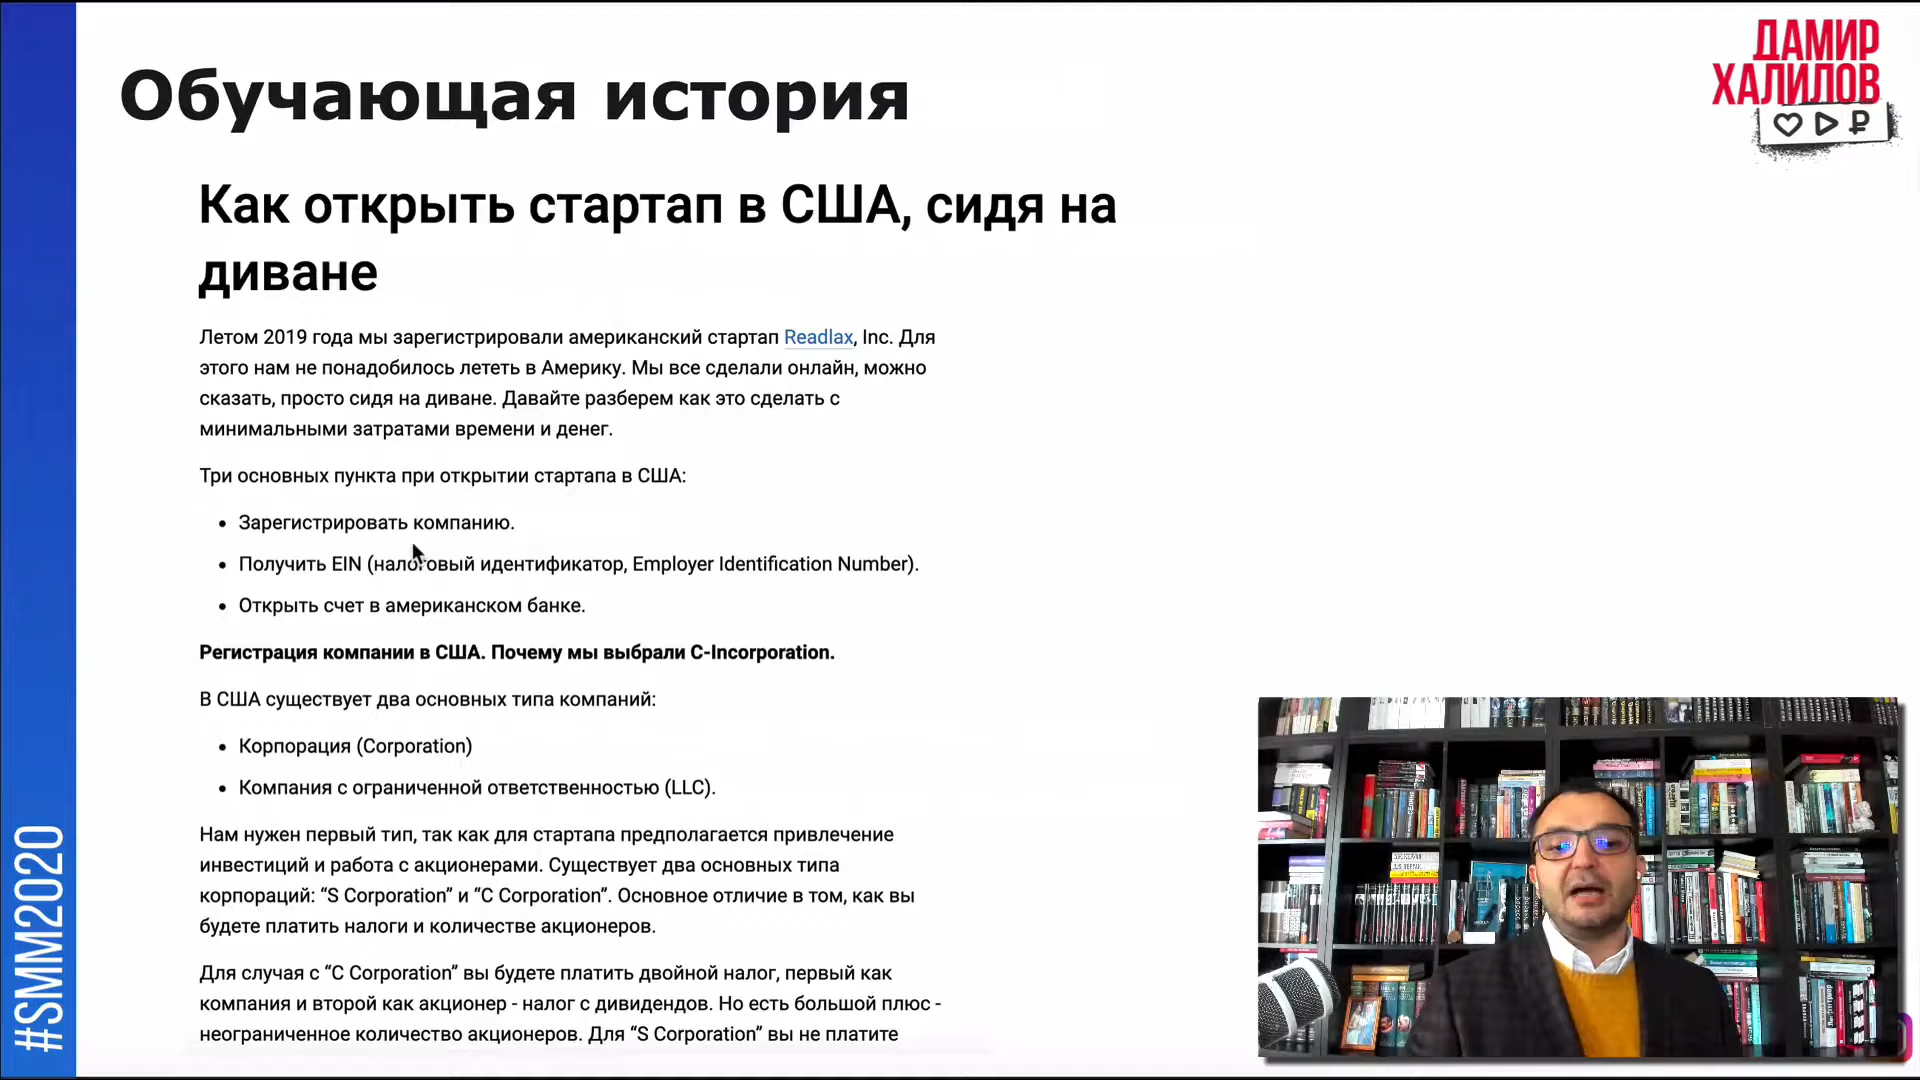 Обучающая история
ДАМИР
ХАЛИЛОВ
Как открыть стартап в США, сидя на
диване
Летом 2019 года мы зарегистрировали американский стартап Readlax, Inc. Для
этого нам не понадобилось лететь в Америку. Мы все сделали онлайн, можно
сказать, просто сидя на диване. Давайте разберем как это сделать с
минимальными затратами времени и денег.
Три основных пункта при открытии стартапа в США:
• Зарегистрировать компанию.
• Получить EIN (налоговый идентификатор, Employer Identification Number).
• Открыть счет в американском банке.
Регистрация компании в США. Почему мы выбрали C-Incorporation.
В США существует два основных типа компаний:
• Корпорация (Corporation)
• Компания с ограниченной ответственностью (LLC).
Нам нужен первый тип, так как для стартапа предполагается привлечение
инвестиций и работа с акционерами. Существует два основных типа
корпораций: “S Corporation” и “C Corporation”. Основное отличие в том, как вы
будете платить налоги и количестве акционеров.
Для случая с “C Corporation” вы будете платить двойной налог, первый как
компания и второй как акционер - налог с дивидендов. Но есть большой плюс -
неограниченное количество акционеров. Для “S Corporation” вы не платите
#SMM2020